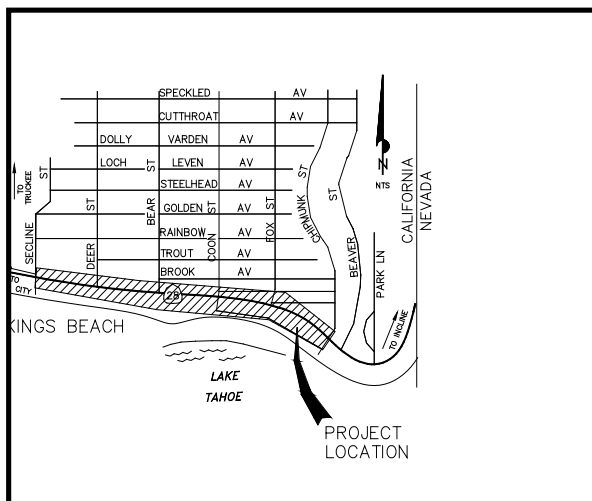 SPECKLED AV
CUTTHROAT AV
DOLLY VARDEN AV
LOCH LEVEN AV
STEELHEAD AV
GOLDEN AV
RAINBOW AV
TROUT AV
BROOK AV
TO
TRUCKEE
SECLINE ST
DEER ST
BEAR ST
COON ST
FOX ST
CHIPMUNK ST
BEAVER ST
PARK LN
N
NTS
CALIFORNIA
NEVADA
TO
CITY
28
TO INCLINE
KINGS BEACH
LAKE
TAHOE
PROJECT
LOCATION